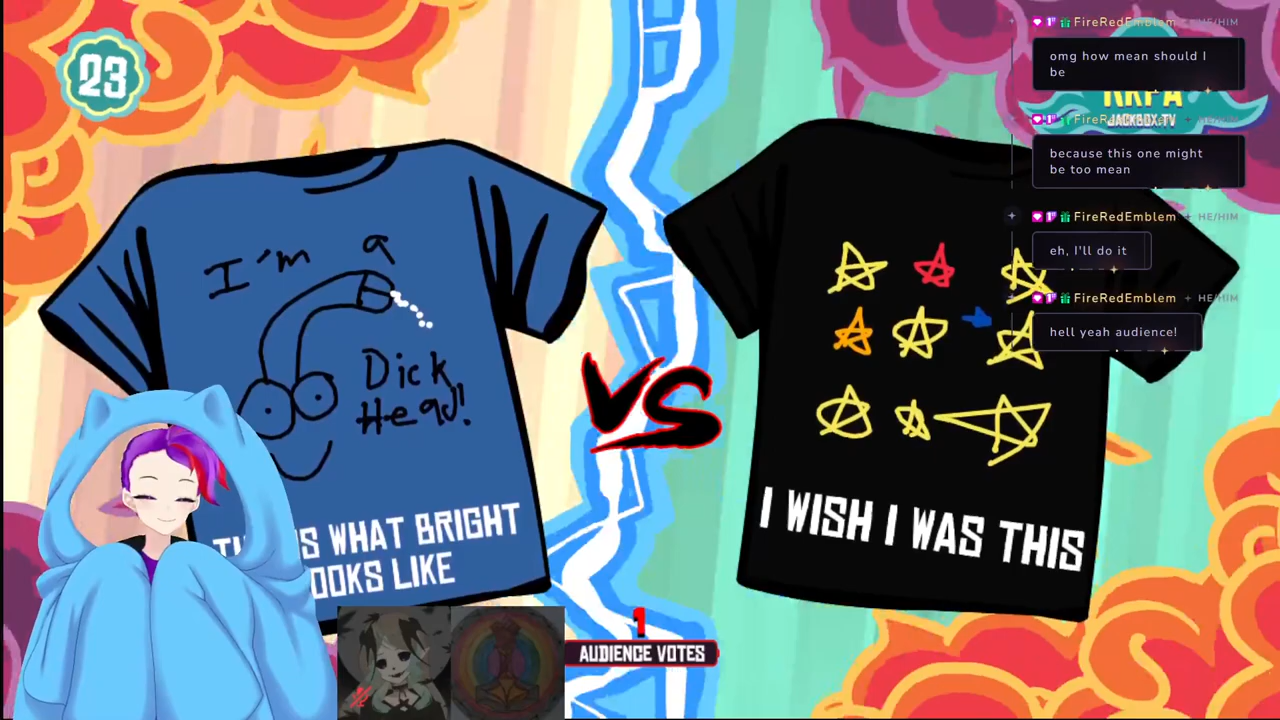 23
I'm a
Dick
Head!
S WHAT BRIGHT
OOKS LIKE
VS
I WISH I WAS THIS
1
AUDIENCE VOTES
JACKBOX.TV
FireRedEmblem HE/HIM
omg how mean should I
be
because this one might
be too mean
FireRedEmblem HE/HIM
eh, I'll do it
FireRedEmblem HE/HIM
hell yeah audience!